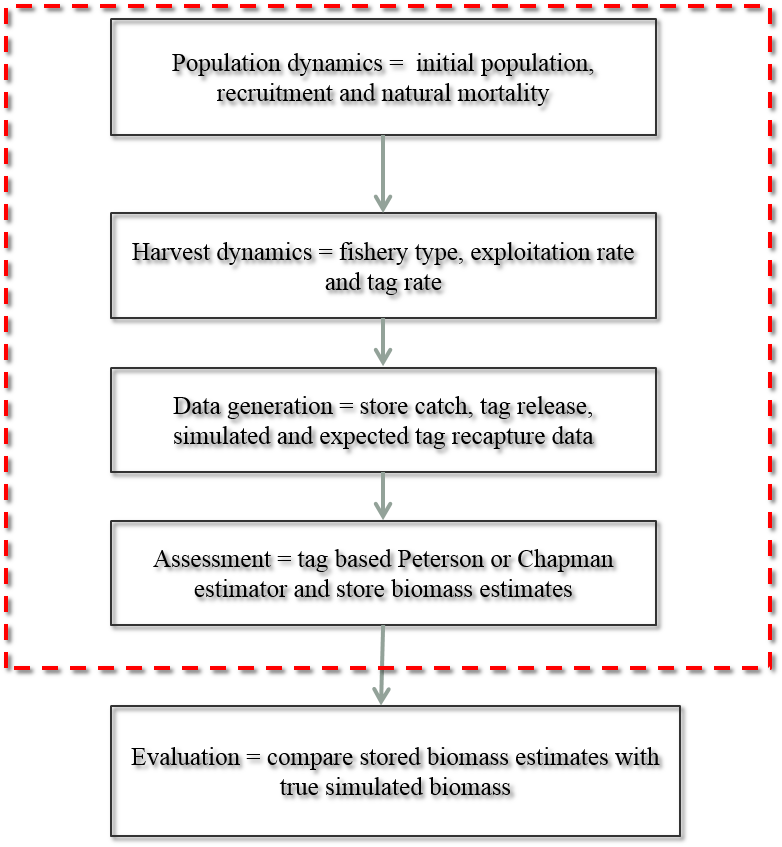 Population dynamics =  initial population,
recruitment and natural mortality
Harvest dynamics = fishery type, exploitation rate
and tag rate
Data generation = store catch, tag release,
simulated and expected tag recapture data
Assessment = tag based Peterson or Chapman
estimator and store biomass estimates
Evaluation = compare stored biomass estimates with
true simulated biomass